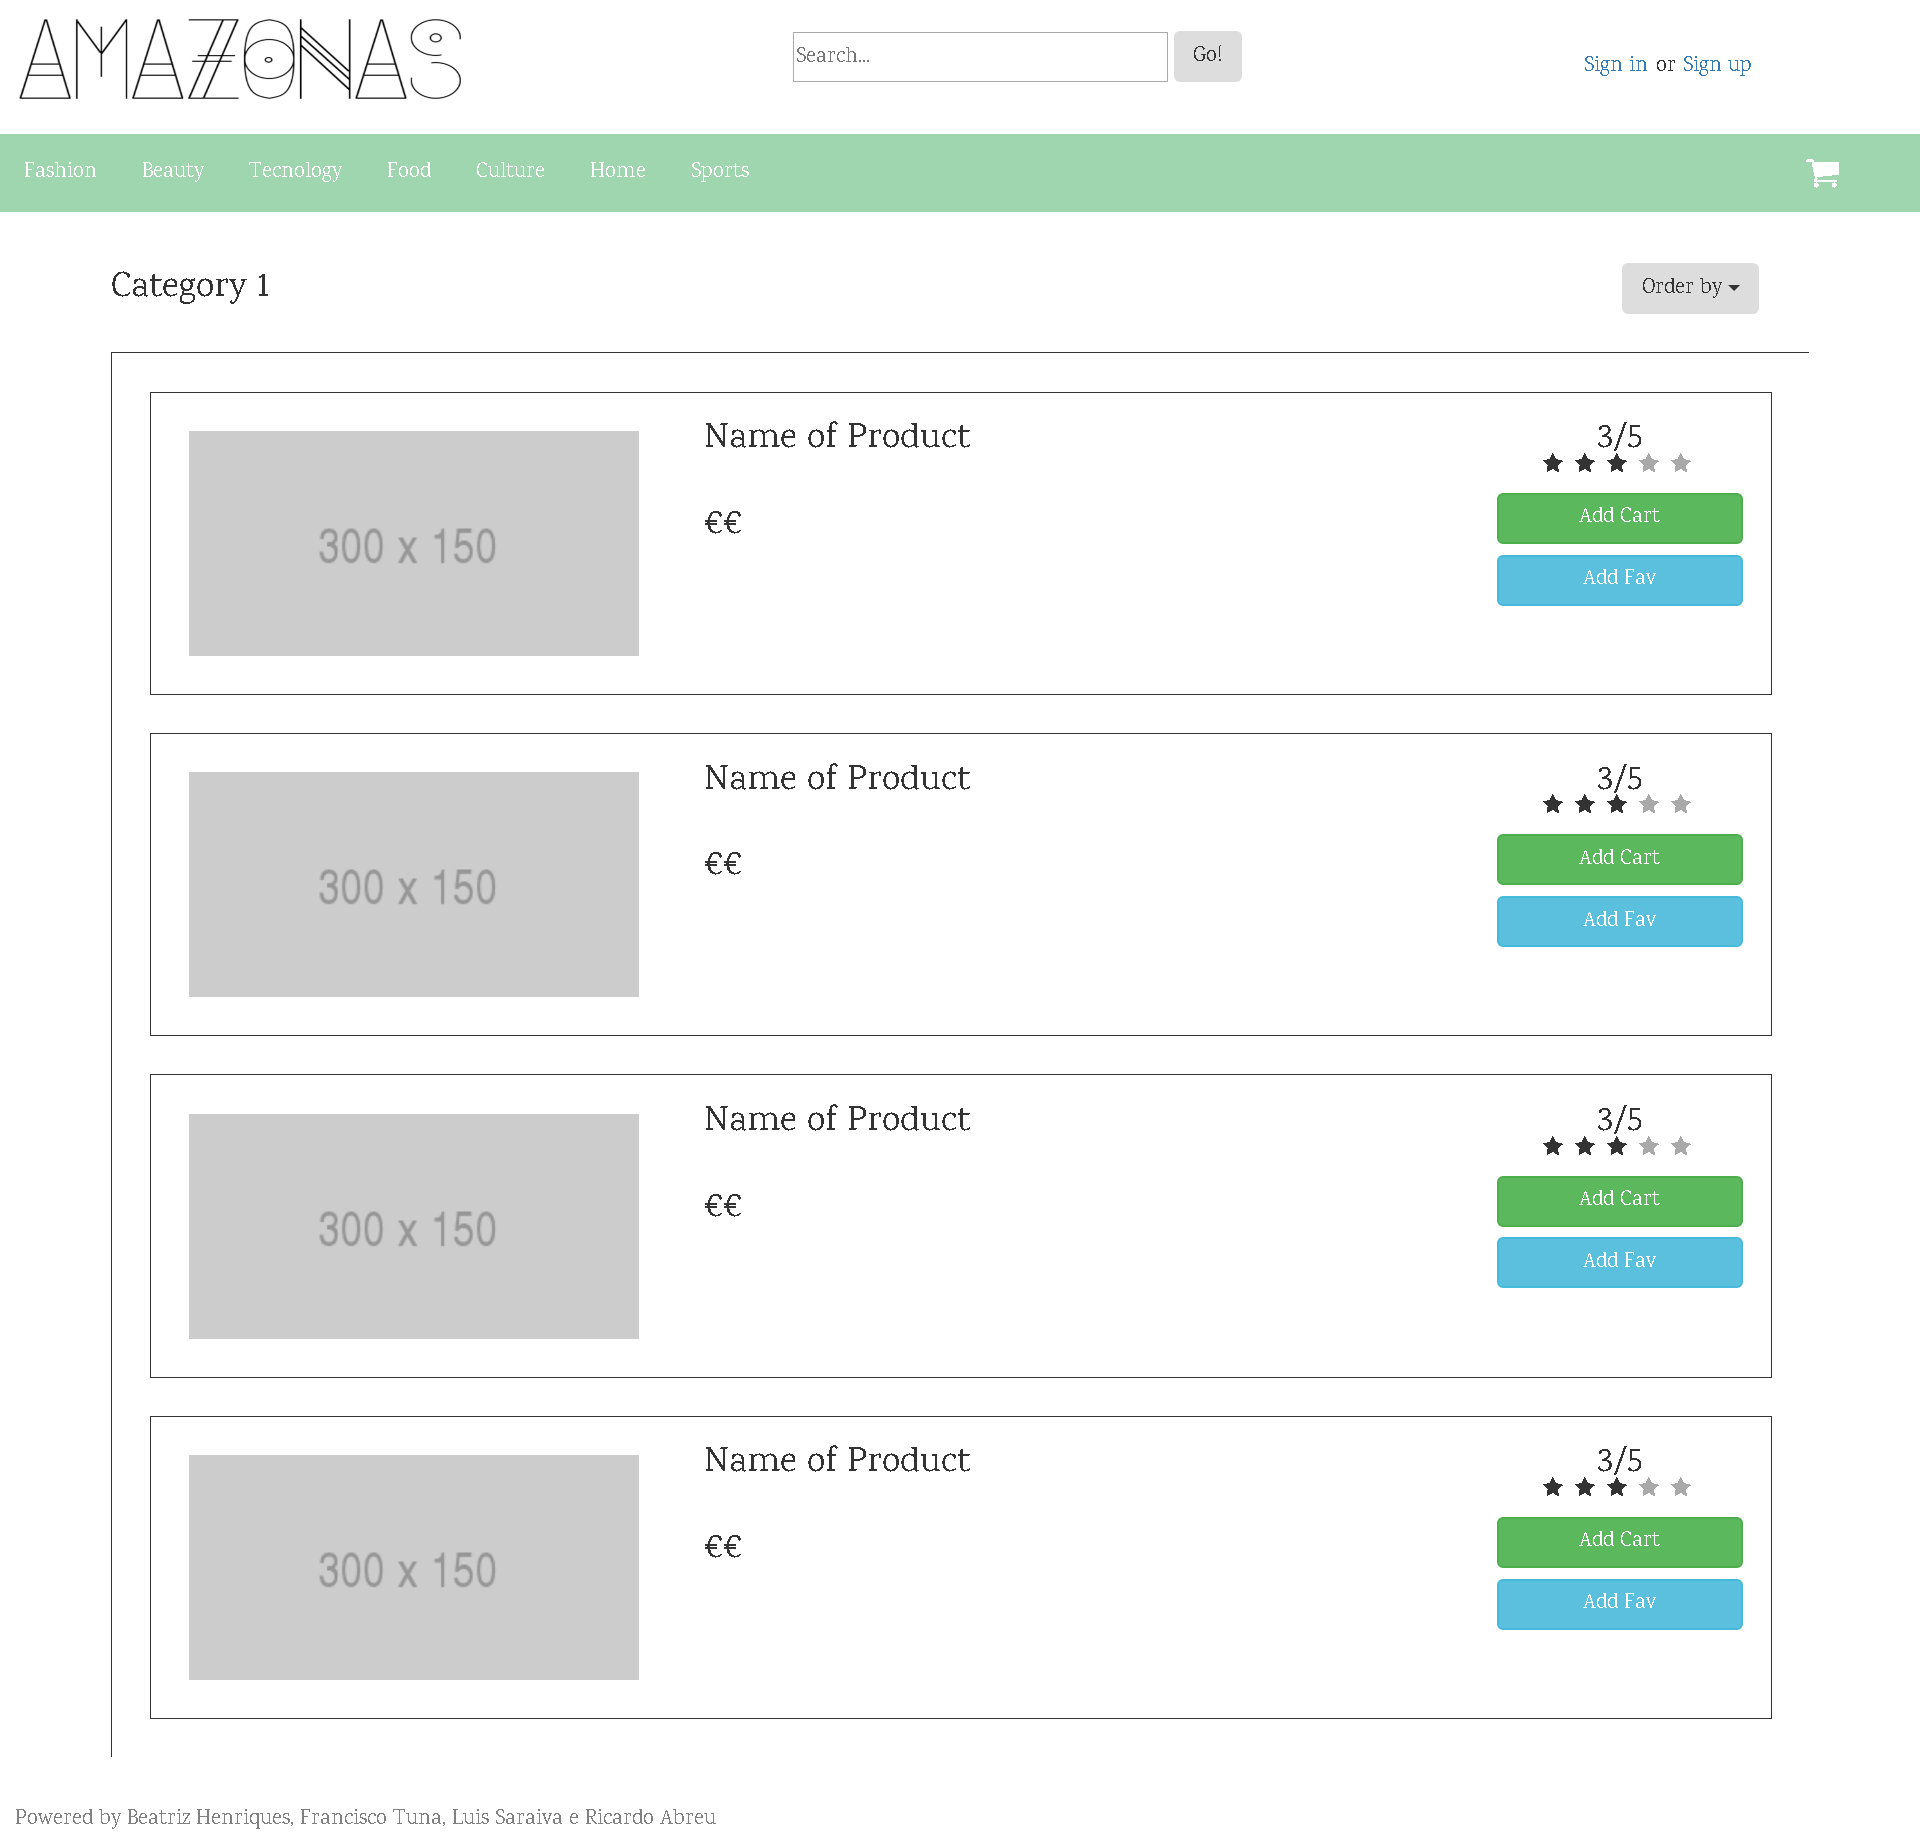 AMAZONAS
Search...
Go!
Sign in or Sign up
Fashion Beauty Tecnology Food Culture Home Sports
Category 1
Order by
Name of Product
3/5
300 x 150
€€
Add Cart
Add Fav
Name of Product
3/5
300 x 150
€€
Add Cart
Add Fav
Name of Product
3/5
300 x 150
€€
Add Cart
Add Fav
Name of Product
3/5
300 x 150
€€
Add Cart
Add Fav
Powered by Beatriz Henriques, Francisco Tuna, Luis Saraiva e Ricardo Abreu